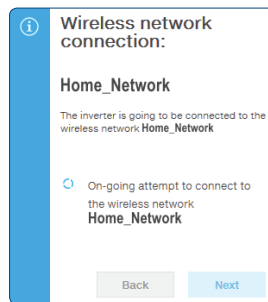 Wireless network
connection:
Home_Network
The inverter is going to be connected to the
wireless network Home_Network
On-going attempt to connect to
the wireless network
Home_Network
Back Next